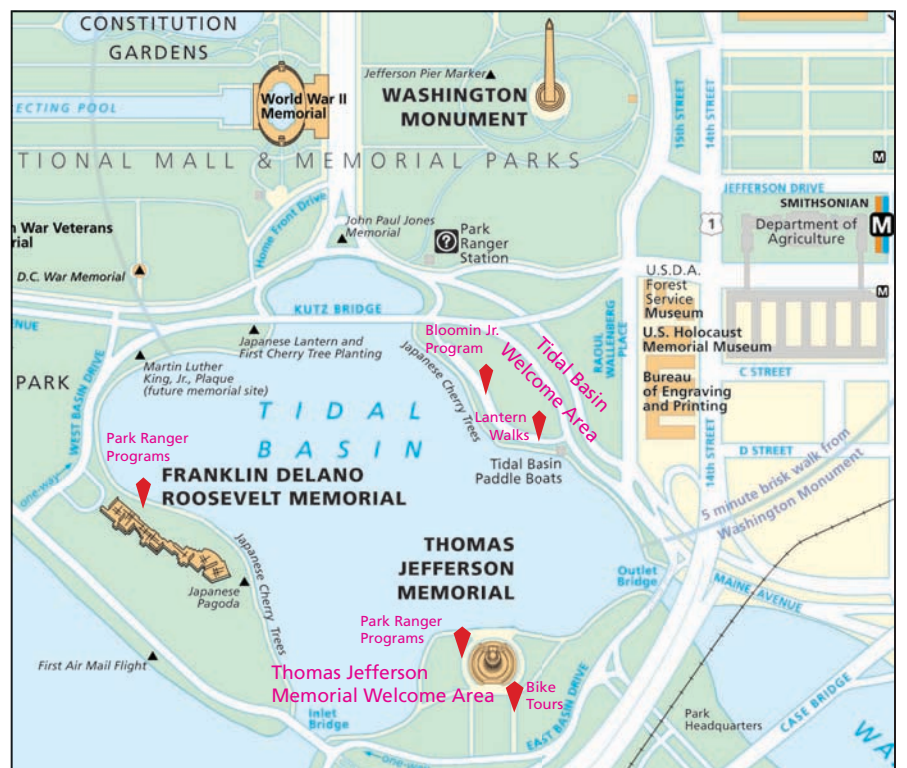 CONSTITUTION
GARDENS
Jefferson Pier Marker
WASHINGTON
MONUMENT
World War II
Memorial
ECTING POOL
TIONAL MALL & MEMORIAL PARKS
15th STREET
14th STREET
M
JEFFERSON DRIVE
SMITHSONIAN
M
Department of
Agriculture
1
War Veterans
rial
Home Front Drive
John Paul Jones
Memorial
?
Park
Ranger
Station
D.C. War Memorial
U.S.D.A.
Forest
Service
Museum
M
KUTZ BRIDGE
ENUE
Japanese Lantern and
First Cherry Tree Planting
Bloomin Jr.
Program
Tidal Basin
Welcome Area
RAOUL
WALLENBERG
PLACE
U.S. Holocaust
Memorial Museum
Martin Luther
King, Jr., Plaque
(future memorial site)
PARK
WEST BASIN DRIVE
Japanese Cherry Trees
C STREET
Bureau
of Engraving
and Printing
TIDAL
BASIN
Lantern
Walks
Park Ranger
Programs
14th STREET
D STREET
Tidal Basin
Paddle Boats
FRANKLIN DELANO
ROOSEVELT MEMORIAL
one-way
5 minute brisk walk from
Washington Monument
THOMAS
JEFFERSON
MEMORIAL
Japanese Cherry Trees
Japanese
Pagoda
Outlet
Bridge
MAINE AVENUE
Park Ranger
Programs
First Air Mail Flight
Thomas Jefferson
Memorial Welcome Area
Bike
Tours
Inlet
Bridge
EAST BASIN DRIVE
Park
Headquarters
CASE BRIDGE
WA
one-way